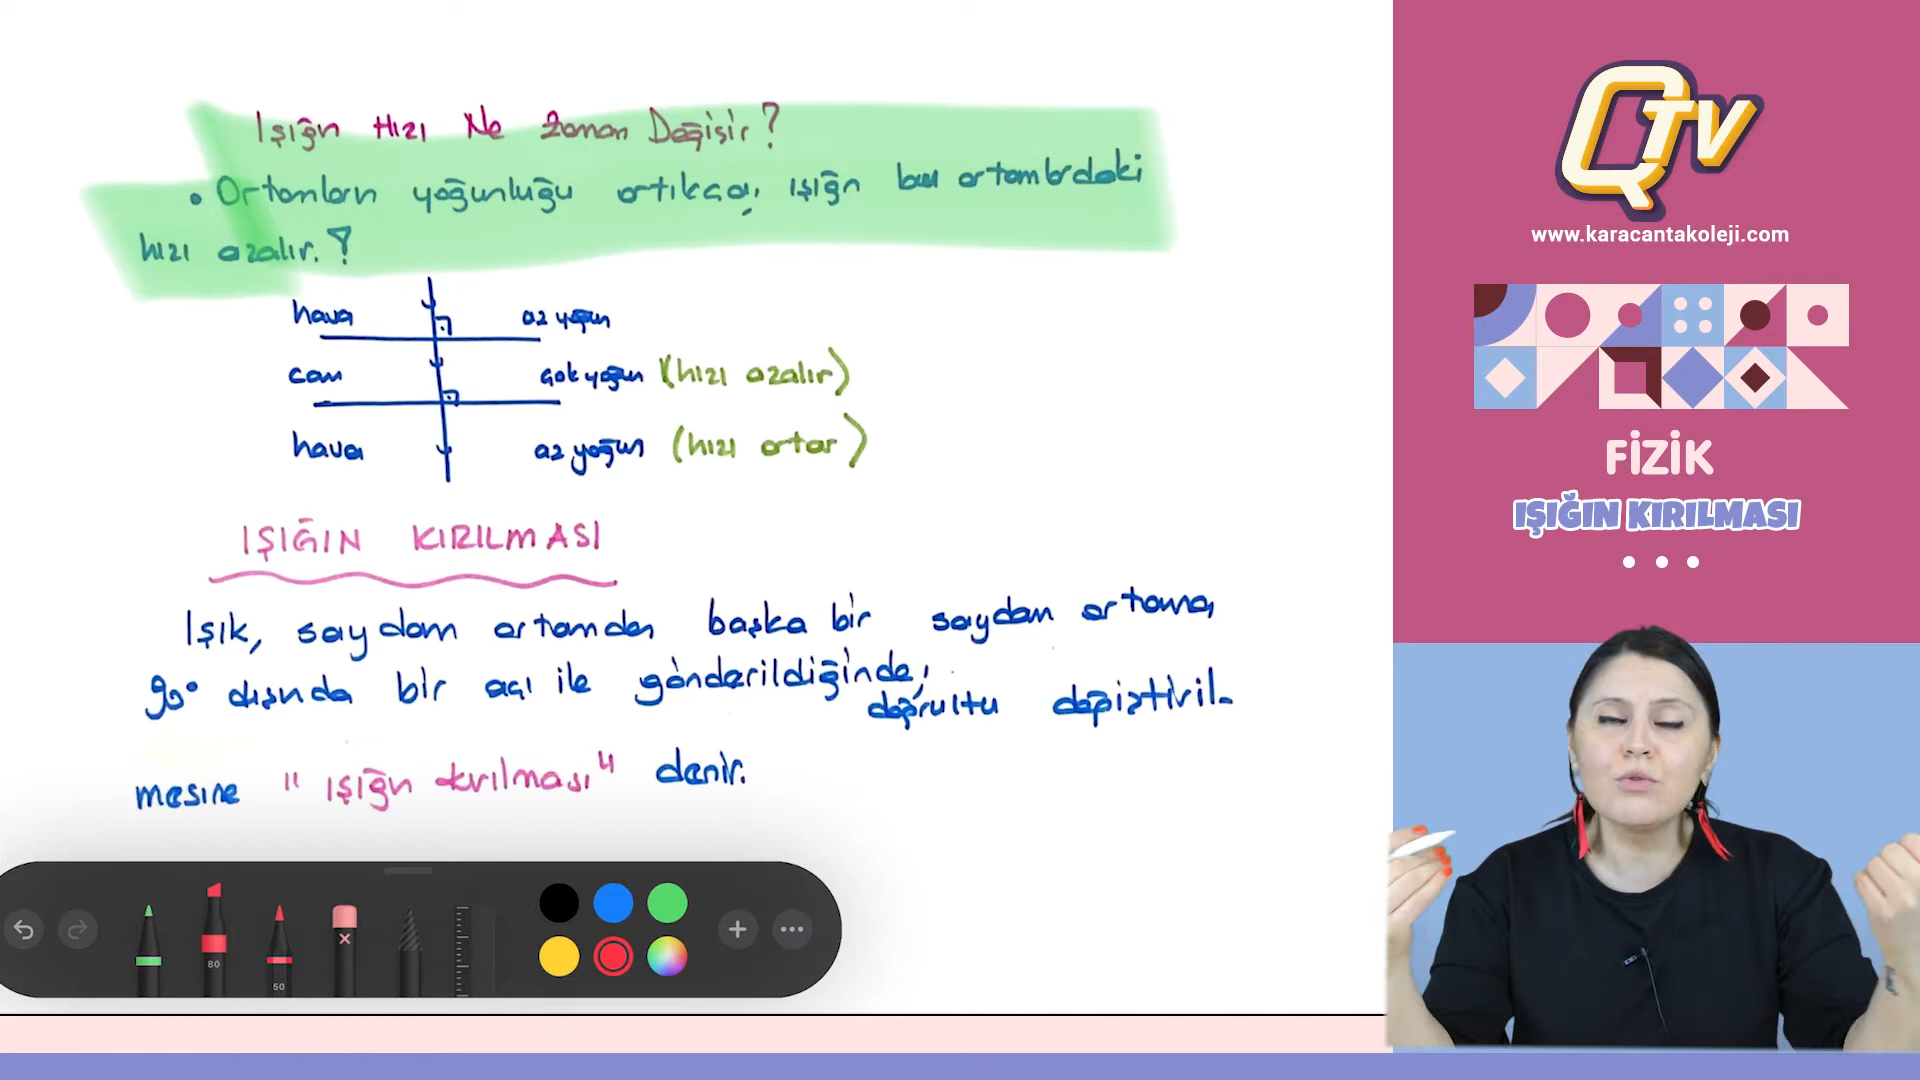 Işığın Hızı Ne Zaman Değişir?
• Ortamların yoğunluğu artıkça, ışığın bu ortamlardaki
hızı azalır.
hava az yoğun
cam çok yoğun (hızı azalır)
hava az yoğun (hızı artar)
IŞIĞIN KIRILMASI
Işık, saydam ortamdan başka bir saydam ortama,
90° dışında bir açı ile gönderildiğinde,
doğrultu değiştiril-
mesine "ışığın kırılması" denir.
80
50
QTV
www.karacantakoleji.com
FİZİK
IŞIĞIN KIRILMASI